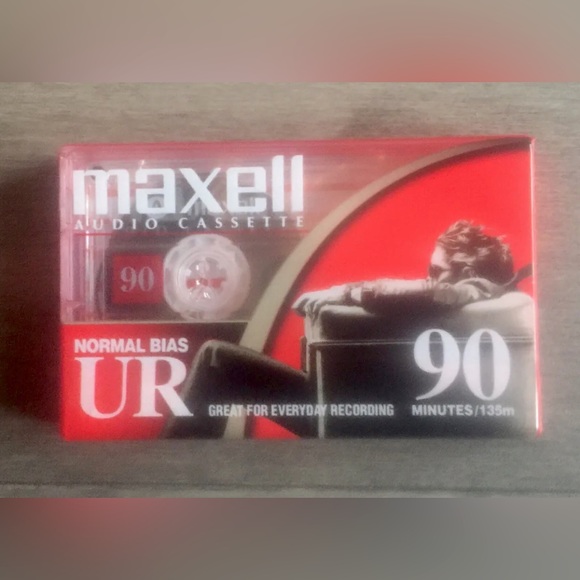 maxell
AUDIO CASSETTE
90
NORMAL BIAS
UR
GREAT FOR EVERYDAY RECORDING
90
MINUTES/135m